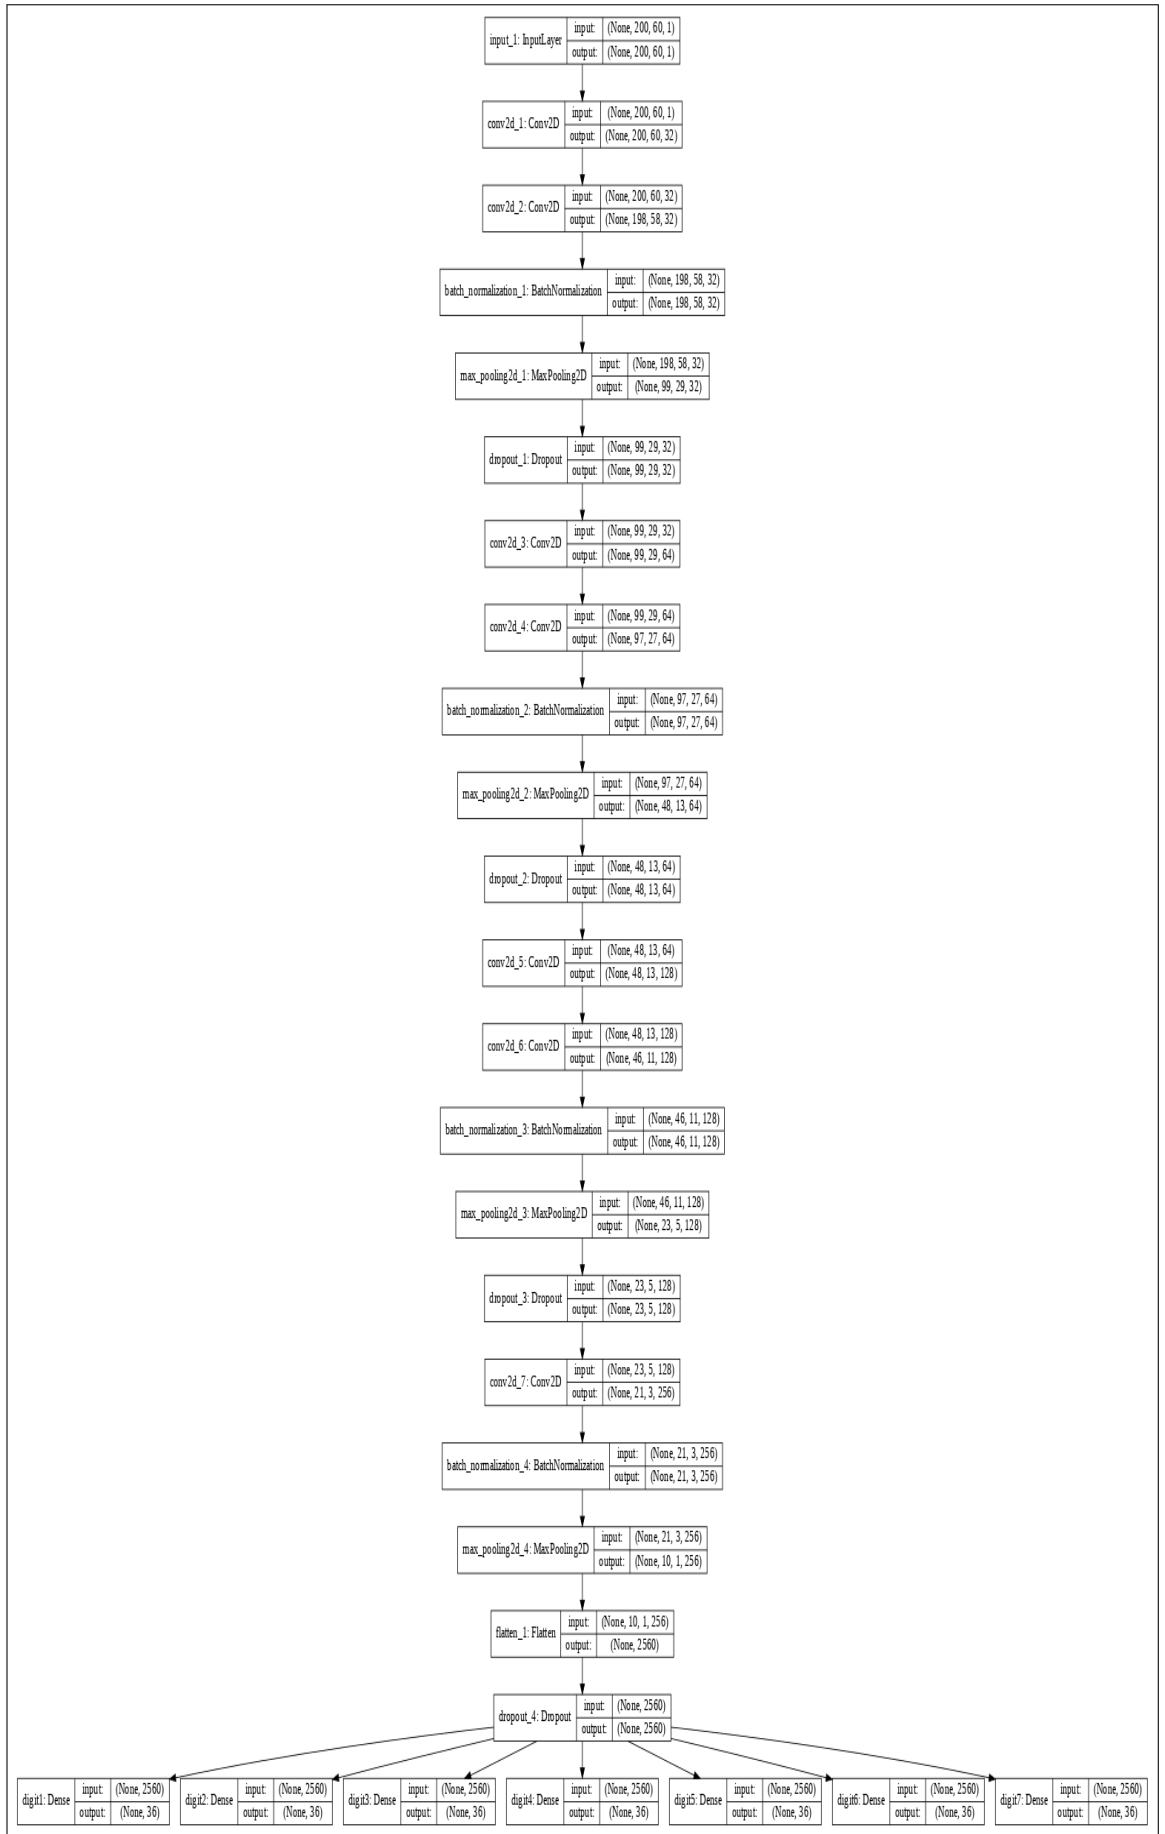 input_1: InputLayer input: (None, 200, 60, 1)
output: (None, 200, 60, 1)
conv2d_1: Conv2D input: (None, 200, 60, 1)
output: (None, 200, 60, 32)
conv2d_2: Conv2D input: (None, 200, 60, 32)
output: (None, 198, 58, 32)
batch_normalization_1: BatchNormalization input: (None, 198, 58, 32)
output: (None, 198, 58, 32)
max_pooling2d_1: MaxPooling2D input: (None, 198, 58, 32)
output: (None, 99, 29, 32)
dropout_1: Dropout input: (None, 99, 29, 32)
output: (None, 99, 29, 32)
conv2d_3: Conv2D input: (None, 99, 29, 32)
output: (None, 99, 29, 64)
conv2d_4: Conv2D input: (None, 99, 29, 64)
output: (None, 97, 27, 64)
batch_normalization_2: BatchNormalization input: (None, 97, 27, 64)
output: (None, 97, 27, 64)
max_pooling2d_2: MaxPooling2D input: (None, 97, 27, 64)
output: (None, 48, 13, 64)
dropout_2: Dropout input: (None, 48, 13, 64)
output: (None, 48, 13, 64)
conv2d_5: Conv2D input: (None, 48, 13, 64)
output: (None, 48, 13, 128)
conv2d_6: Conv2D input: (None, 48, 13, 128)
output: (None, 46, 11, 128)
batch_normalization_3: BatchNormalization input: (None, 46, 11, 128)
output: (None, 46, 11, 128)
max_pooling2d_3: MaxPooling2D input: (None, 46, 11, 128)
output: (None, 23, 5, 128)
dropout_3: Dropout input: (None, 23, 5, 128)
output: (None, 23, 5, 128)
conv2d_7: Conv2D input: (None, 23, 5, 128)
output: (None, 21, 3, 256)
batch_normalization_4: BatchNormalization input: (None, 21, 3, 256)
output: (None, 21, 3, 256)
max_pooling2d_4: MaxPooling2D input: (None, 21, 3, 256)
output: (None, 10, 1, 256)
flatten_1: Flatten input: (None, 10, 1, 256)
output: (None, 2560)
dropout_4: Dropout input: (None, 2560)
output: (None, 2560)
digit1: Dense input: (None, 2560)
output: (None, 36)
digit2: Dense input: (None, 2560)
output: (None, 36)
digit3: Dense input: (None, 2560)
output: (None, 36)
digit4: Dense input: (None, 2560)
output: (None, 36)
digit5: Dense input: (None, 2560)
output: (None, 36)
digit6: Dense input: (None, 2560)
output: (None, 36)
digit7: Dense input: (None, 2560)
output: (None, 36)